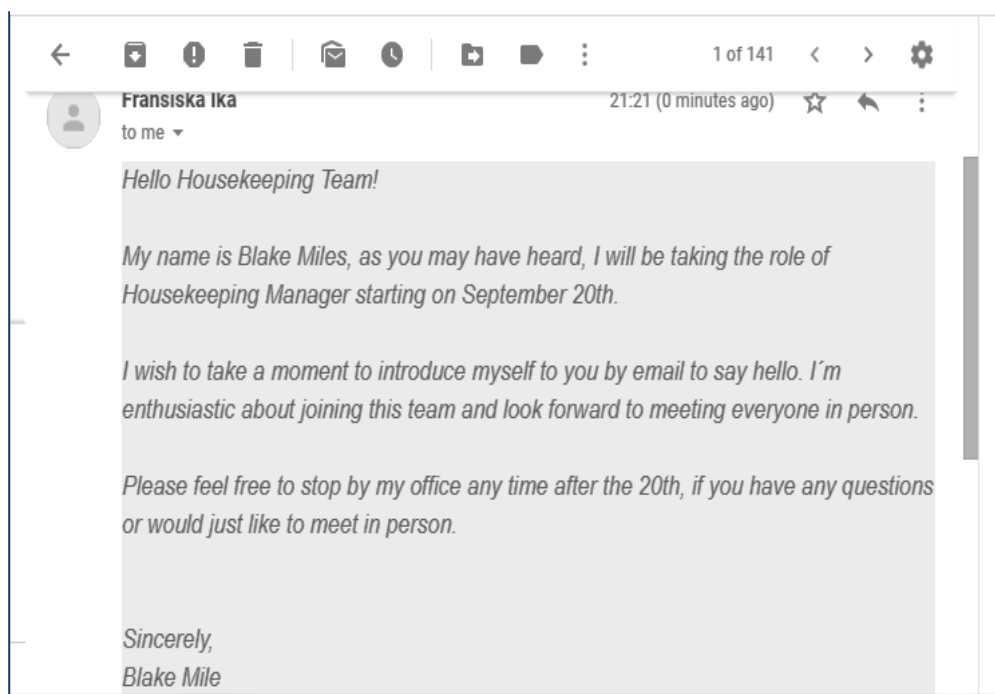 1 of 141
Fransiska Ika 21:21 (0 minutes ago)
to me
Hello Housekeeping Team!
My name is Blake Miles, as you may have heard, I will be taking the role of
Housekeeping Manager starting on September 20th.
I wish to take a moment to introduce myself to you by email to say hello. I´m
enthusiastic about joining this team and look forward to meeting everyone in person.
Please feel free to stop by my office any time after the 20th, if you have any questions
or would just like to meet in person.
Sincerely,
Blake Mile